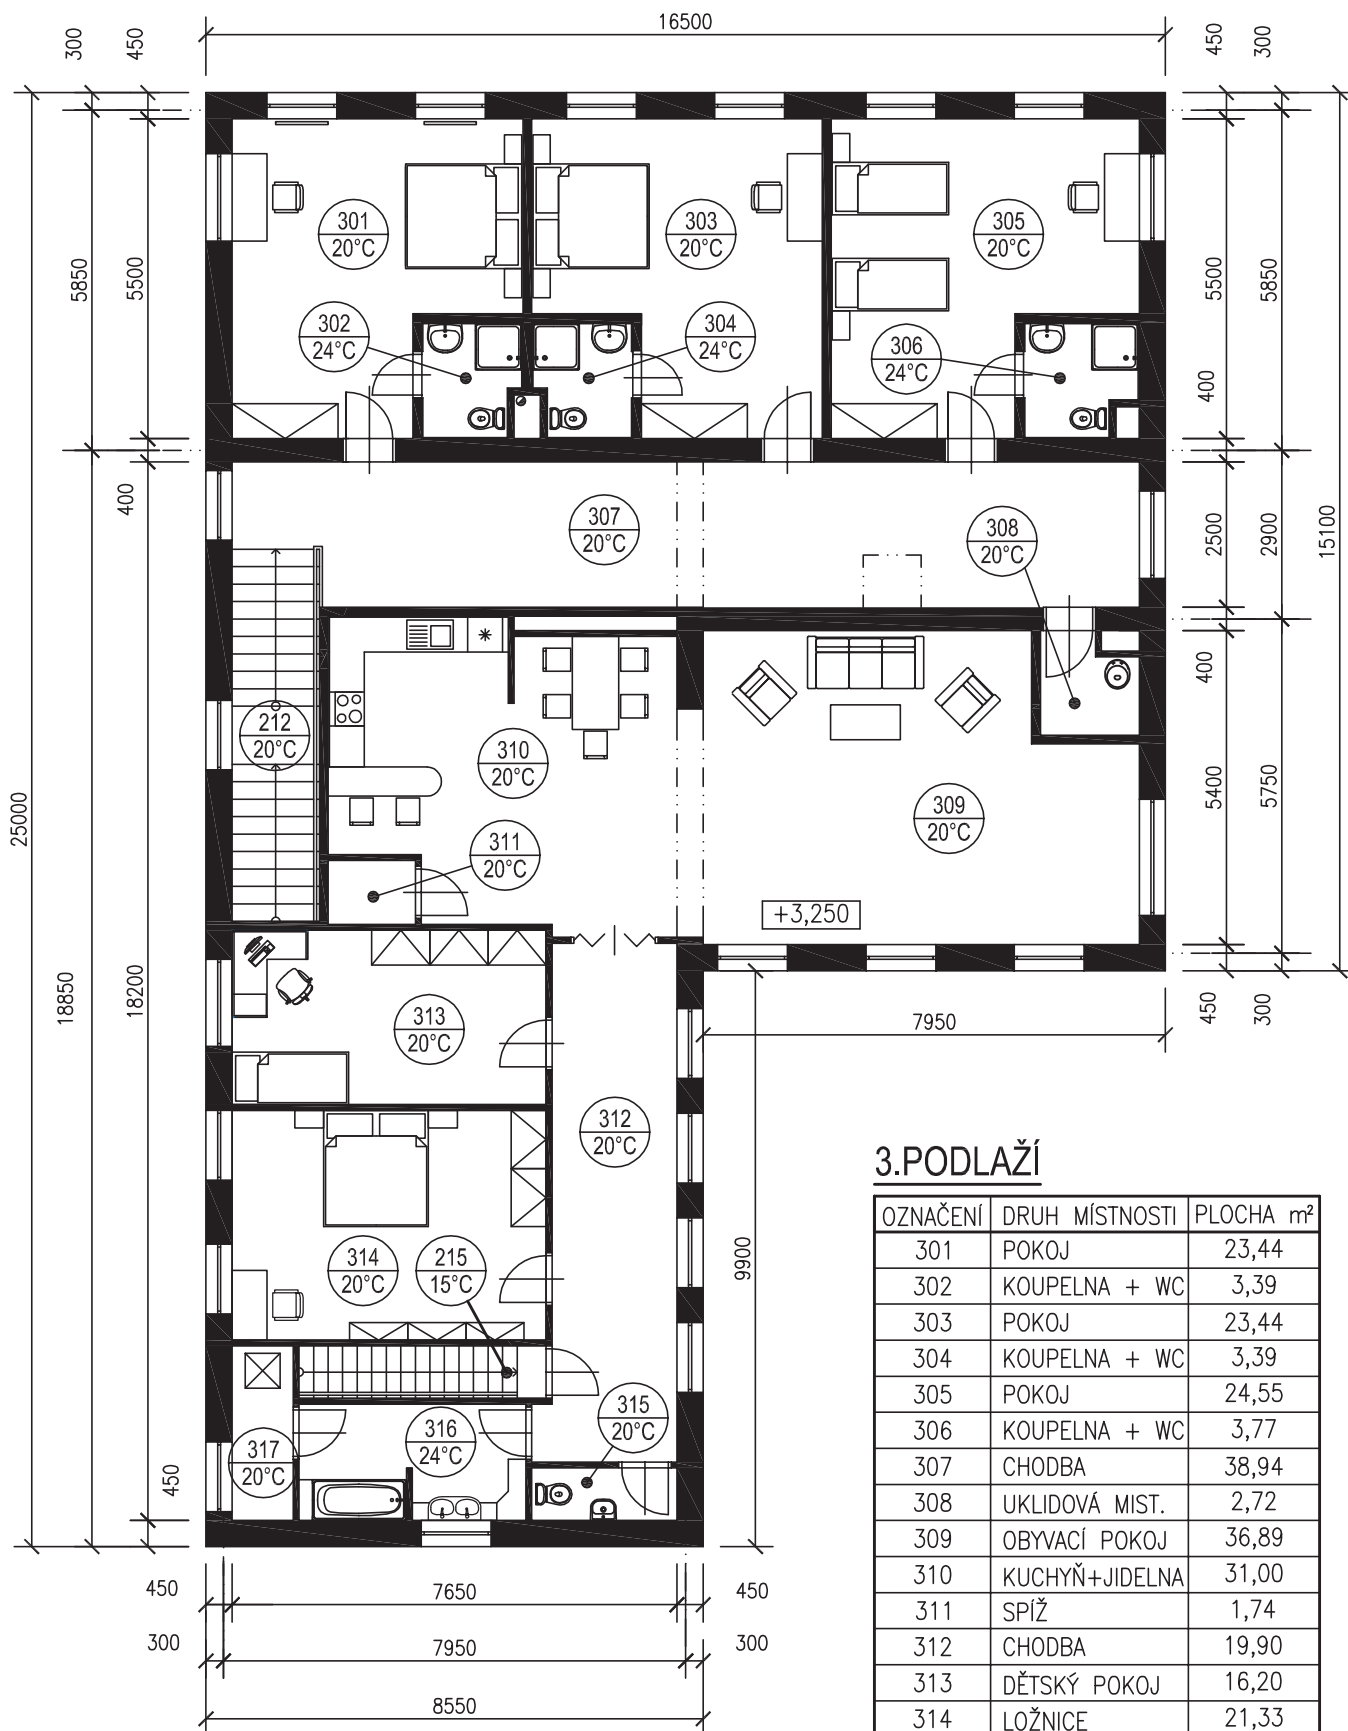 16500
300
450
450
300
301
20°C
303
20°C
305
20°C
302
24°C
304
24°C
306
24°C
5850
5500
5500
5850
400
400
307
20°C
308
20°C
2500
2900
15100
212
20°C
310
20°C
311
20°C
309
20°C
+3,250
400
5400
5750
25000
18850
18200
313
20°C
7950
450
300
312
20°C
9900
314
20°C
215
15°C
315
20°C
316
24°C
317
20°C
450
450
7650
450
300
7950
300
8550
3.PODLAŽÍ
OZNAČENÍ DRUH MÍSTNOSTI PLOCHA m²
301 POKOJ 23,44
302 KOUPELNA + WC 3,39
303 POKOJ 23,44
304 KOUPELNA + WC 3,39
305 POKOJ 24,55
306 KOUPELNA + WC 3,77
307 CHODBA 38,94
308 UKLIDOVÁ MIST. 2,72
309 OBYVACÍ POKOJ 36,89
310 KUCHYŇ+JIDELNA 31,00
311 SPÍŽ 1,74
312 CHODBA 19,90
313 DĚTSKÝ POKOJ 16,20
314 LOŽNICE 21,33